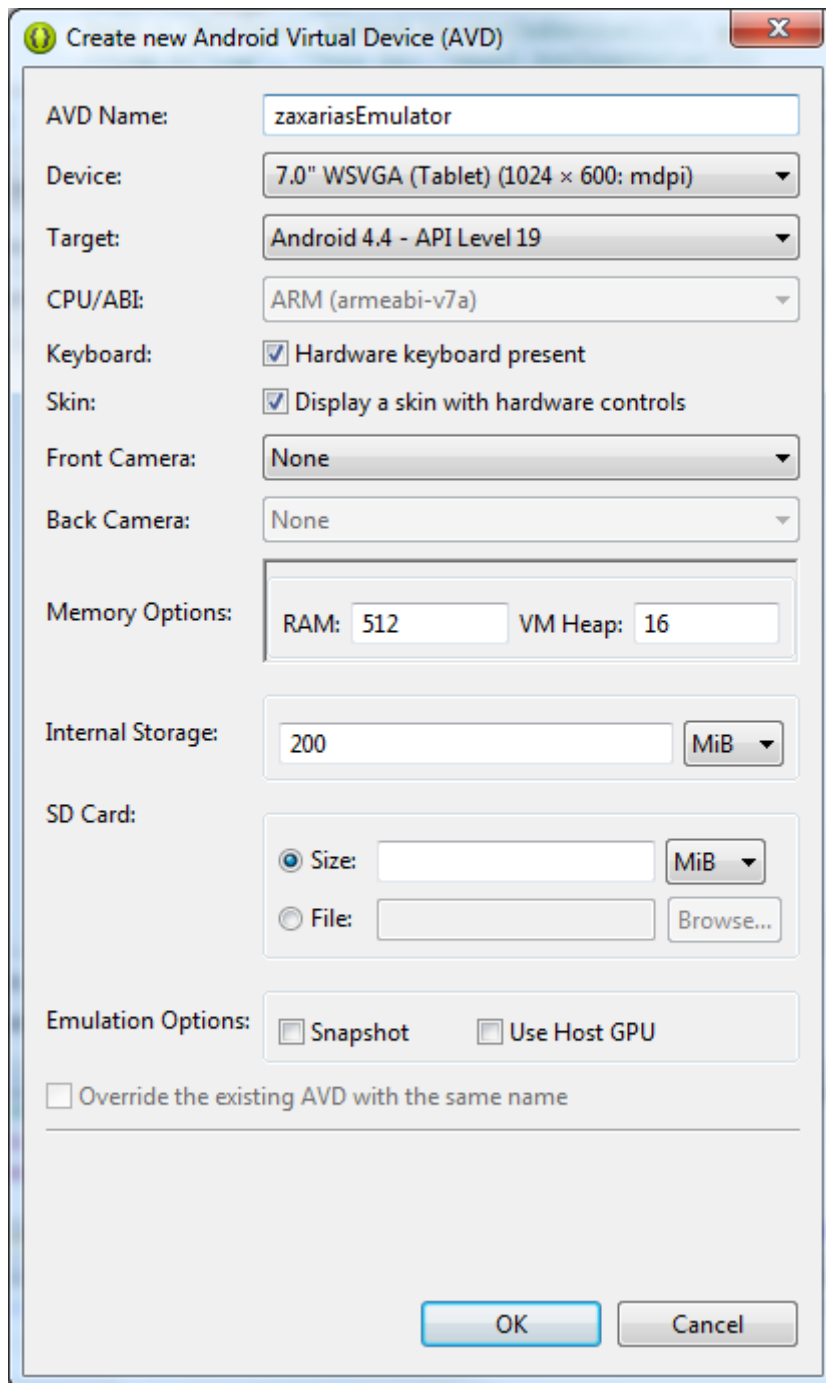 Create new Android Virtual Device (AVD)
AVD Name: zaxariasEmulator
Device: 7.0" WSVGA (Tablet) (1024 × 600: mdpi)
Target: Android 4.4 - API Level 19
CPU/ABI: ARM (armeabi-v7a)
Keyboard: Hardware keyboard present
Skin: Display a skin with hardware controls
Front Camera: None
Back Camera: None
Memory Options: RAM: 512 VM Heap: 16
Internal Storage: 200 MiB
SD Card:
Size: MiB
File: Browse...
Emulation Options: Snapshot Use Host GPU
Override the existing AVD with the same name
OK Cancel